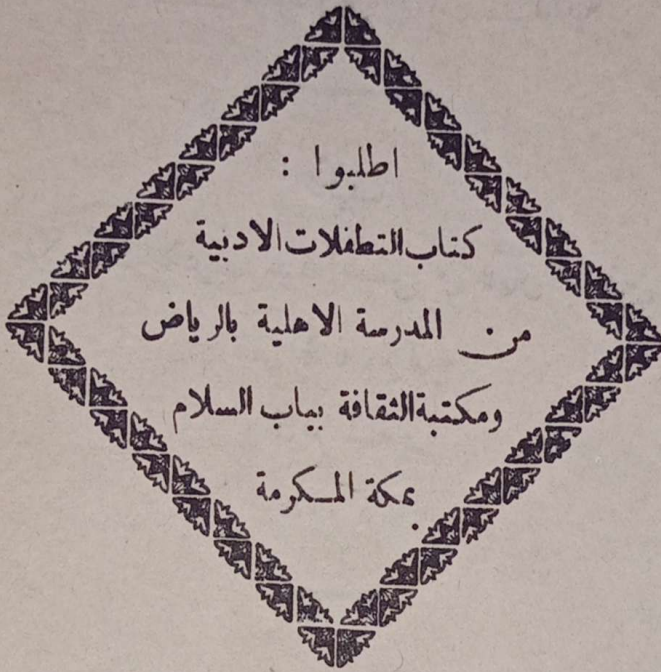 اطلبوا :
كتاب التطفلات الادبية
من المدرسة الاهلية بالرياض
ومكتبة الثقافة بباب السلام
بمكة المكرمة